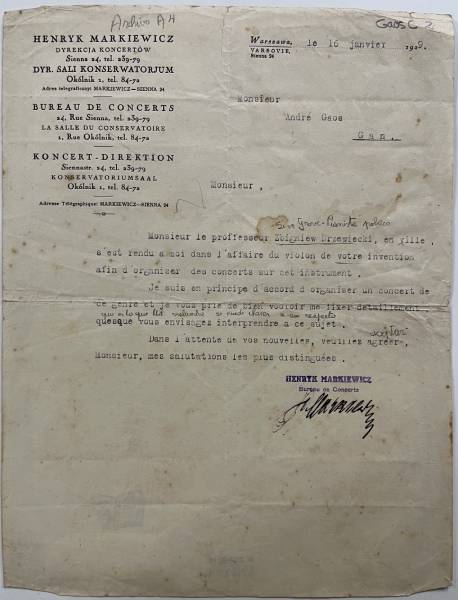 Archivo A4
Gaos C 2
HENRYK MARKIEWICZ
DYREKCJA KONCERTÓW
Sienna 24, tel. 239-79
DYR. SALI KONSERWATORJUM
Okólnik 1, tel. 84-72
Adres telegraficzny: MARKIEWICZ—SIENNA 24
BUREAU DE CONCERTS
24, Rue Sienna, tel. 239-79
LA SALLE DU CONSERVATOIRE
1, Rue Okólnik, tel. 84-72
KONCERT-DIREKTION
Siennastr. 24, tel. 239-79
KONSERVATORIUMSAAL
Okólnik 1, tel. 84-72
Adresse Télégraphique: MARKIEWICZ—SIENNA 24
Warszawa,
VARSOVIE,
Sienna 24
le 16 janvier
Monsieur
André Gaos
Gan.
Monsieur,
Monsieur le proffesseur Zbigniew Drzewiecki, en ville,
s'est rendu a moi dans l'affaire du violon de votre invention
afin d'organiser des concerts sur cet instrument.
Je suis en principe d'accord d'organiser un concert de
ce genre et je vous prie de bien vouloir me fixer detaillement
quesque vous envisagez interprendre a ce sujet.
Dans l'attente de vos nouvelles, veuillez agréer,
Monsieur, mes salutations les plus distinguées.
HENRYK MARKIEWICZ
Bureau de Concerts